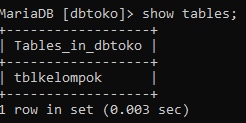 MariaDB [dbtoko]> show tables;
+------------------+
| Tables_in_dbtoko |
+------------------+
| tblkelompok      |
+------------------+
1 row in set (0.003 sec)